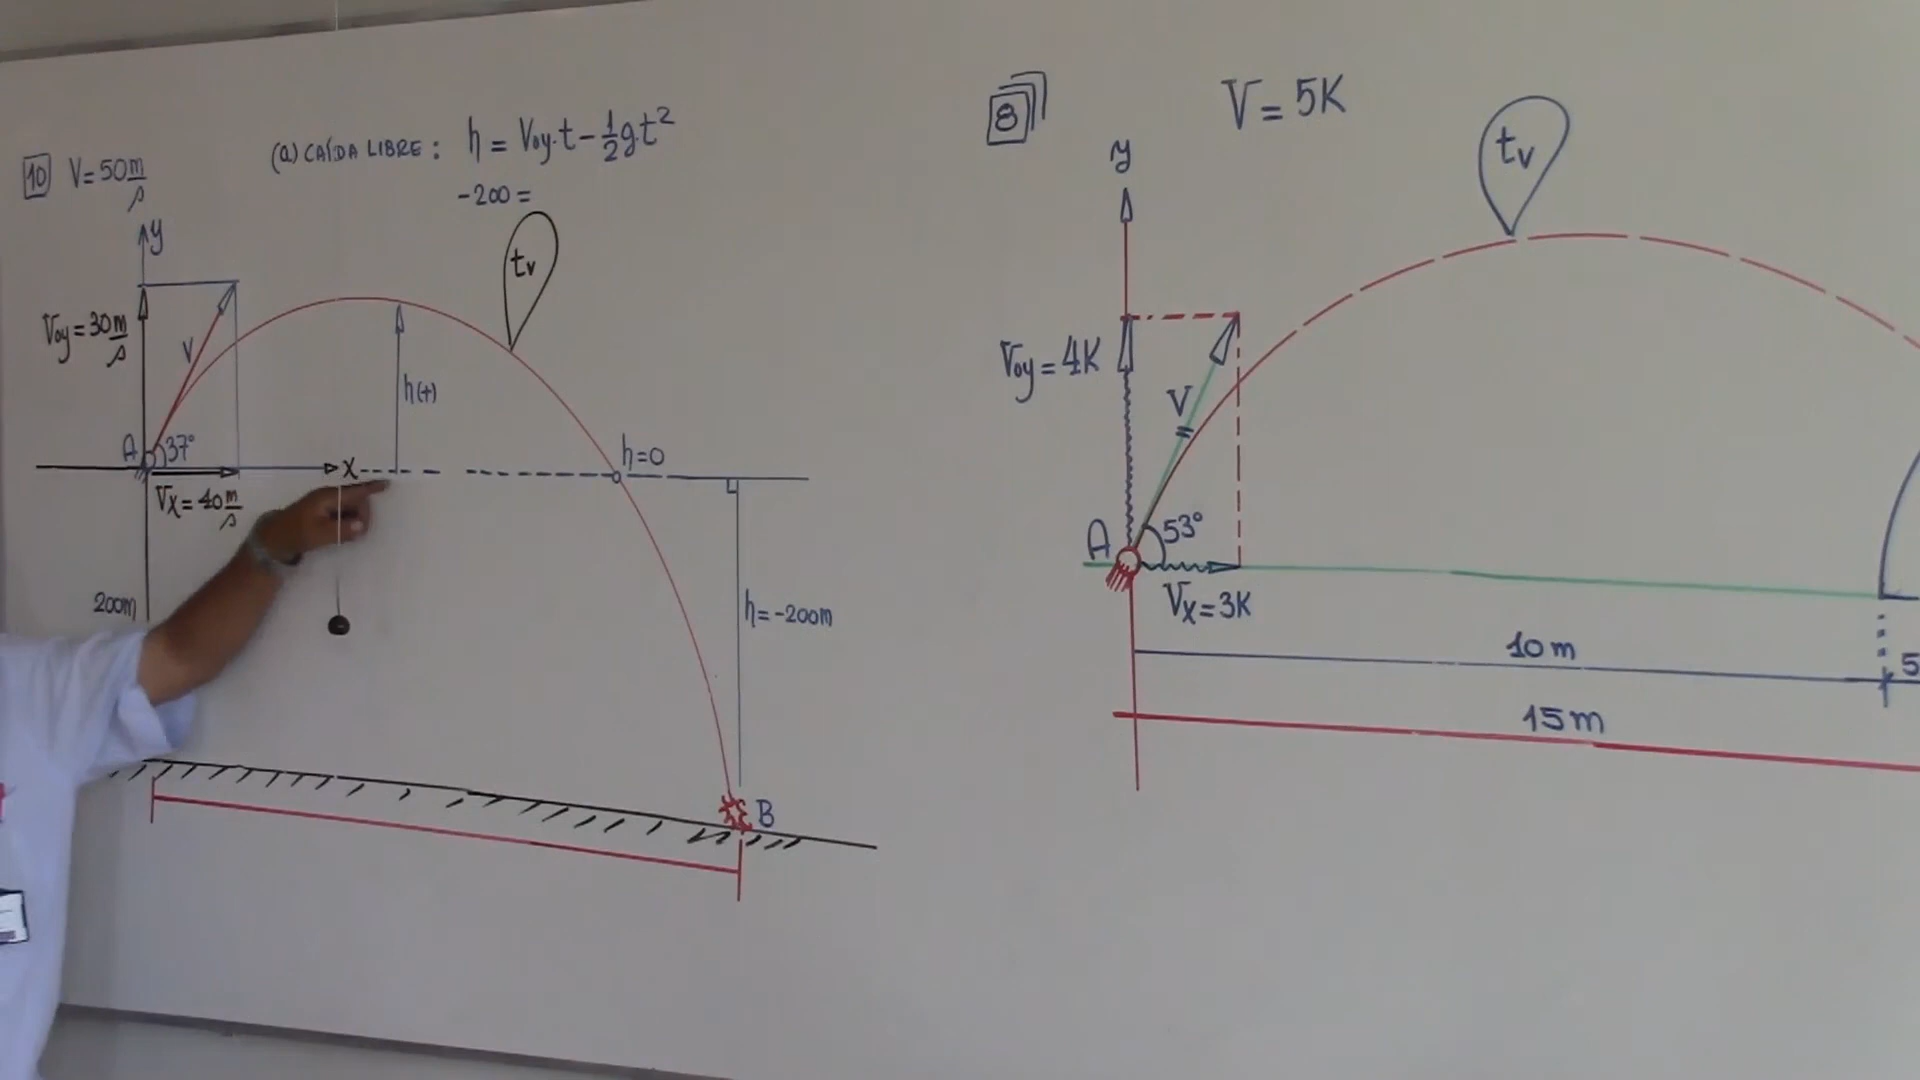 10 V=50 m/s
(a) CAÍDA LIBRE: h = Voy.t - 1/2 g.t²
-200 =
y
tv
Voy = 30 m/s
V
h(+)
A 37°
X
h=0
Vx = 40 m/s
200m
h=-200m
B
8 V = 5K
y
tv
Voy = 4K
V
A 53°
Vx = 3K
10 m
5
15 m